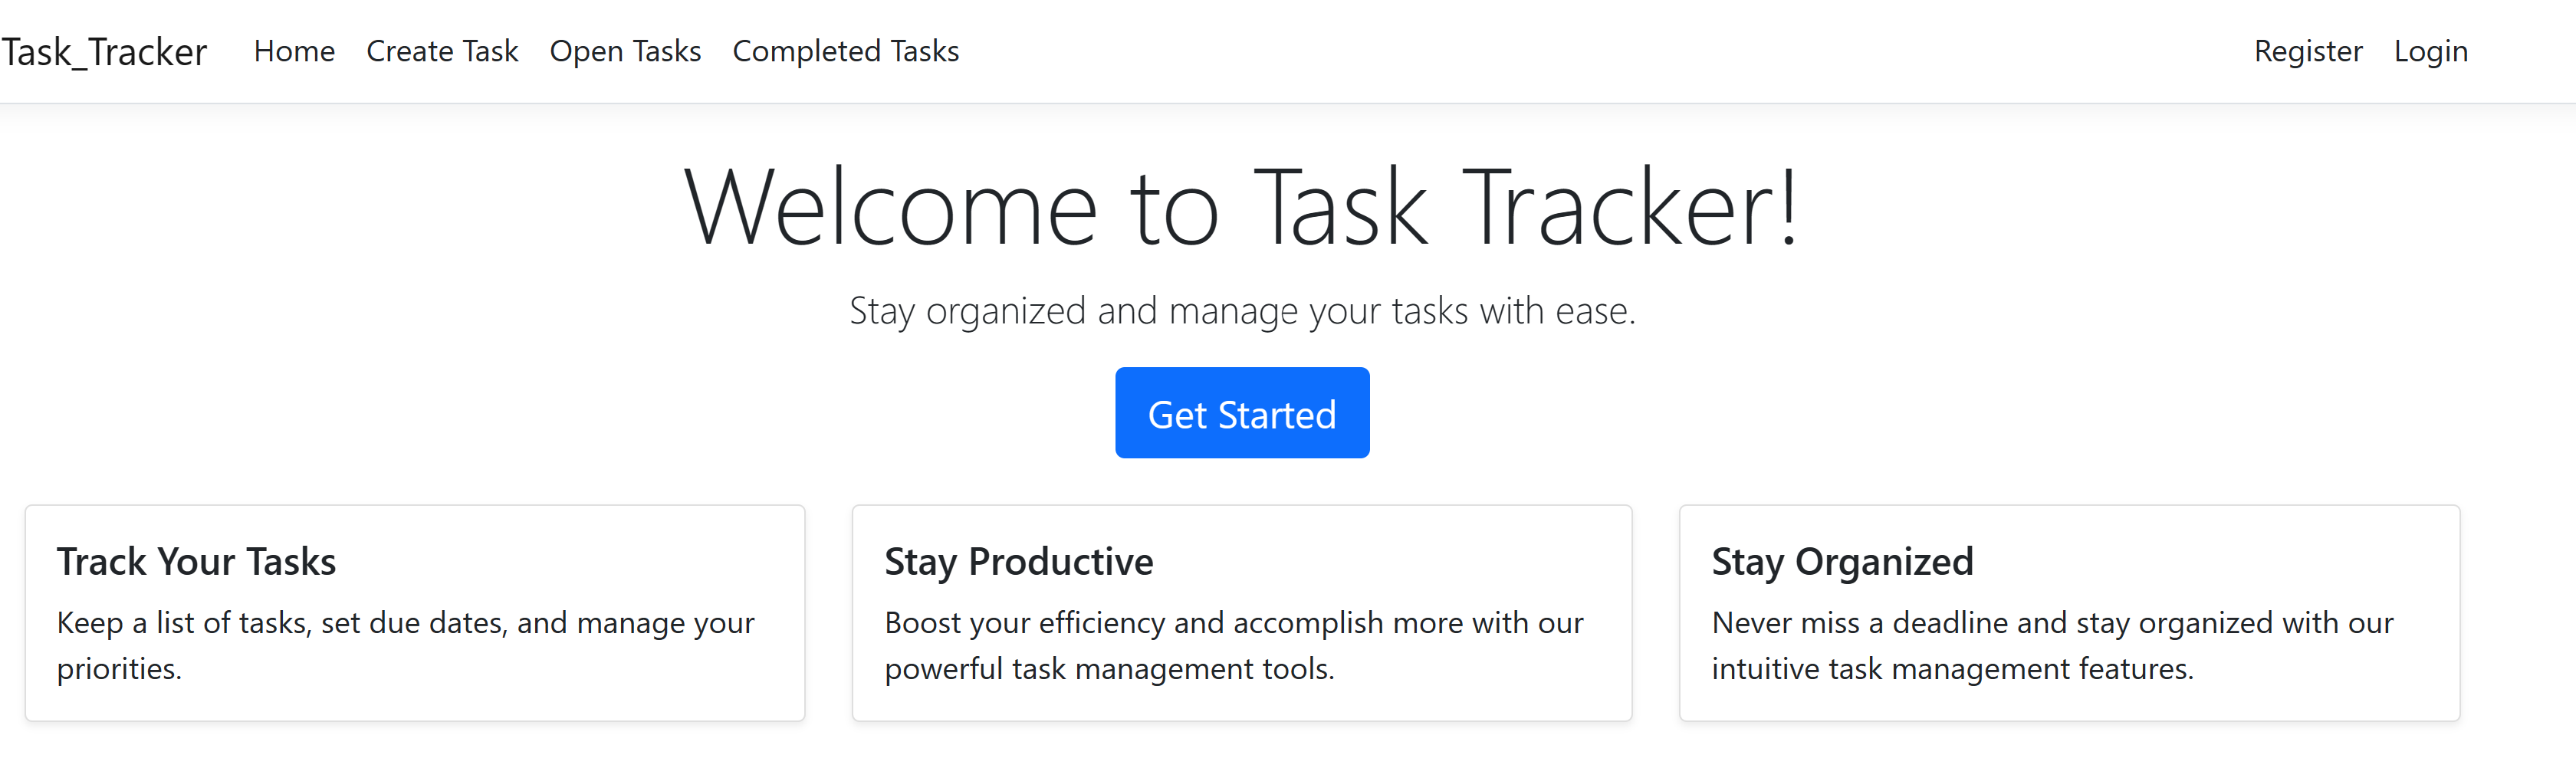 Task_Tracker Home Create Task Open Tasks Completed Tasks Register Login
Welcome to Task Tracker!
Stay organized and manage your tasks with ease.
Get Started
Track Your Tasks
Keep a list of tasks, set due dates, and manage your
priorities.
Stay Productive
Boost your efficiency and accomplish more with our
powerful task management tools.
Stay Organized
Never miss a deadline and stay organized with our
intuitive task management features.